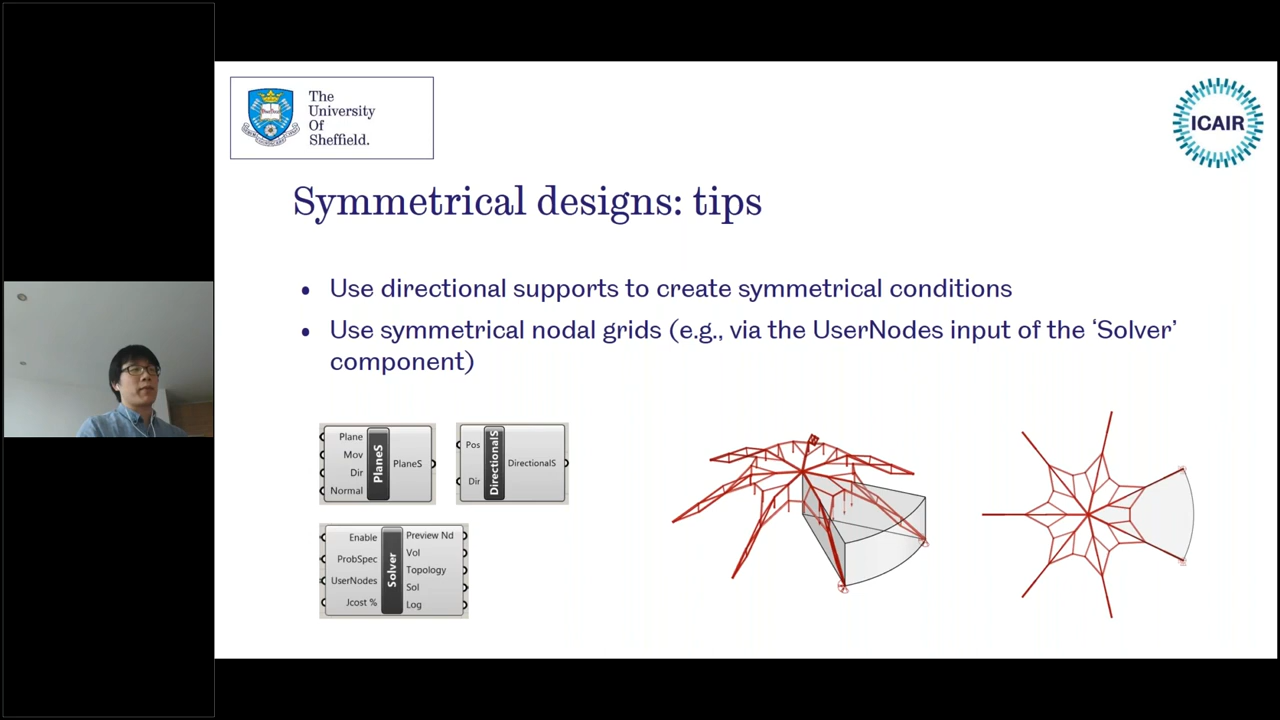 The
University
Of
Sheffield.
ICAIR
Symmetrical designs: tips
• Use directional supports to create symmetrical conditions
• Use symmetrical nodal grids (e.g., via the UserNodes input of the ‘Solver’
component)
Plane
Mov
Dir
Normal
PlaneS
PlaneS
Pos
Dir
DirectionalS
DirectionalS
Enable
ProbSpec
UserNodes
Jcost %
Solver
Preview Nd
Vol
Topology
Sol
Log